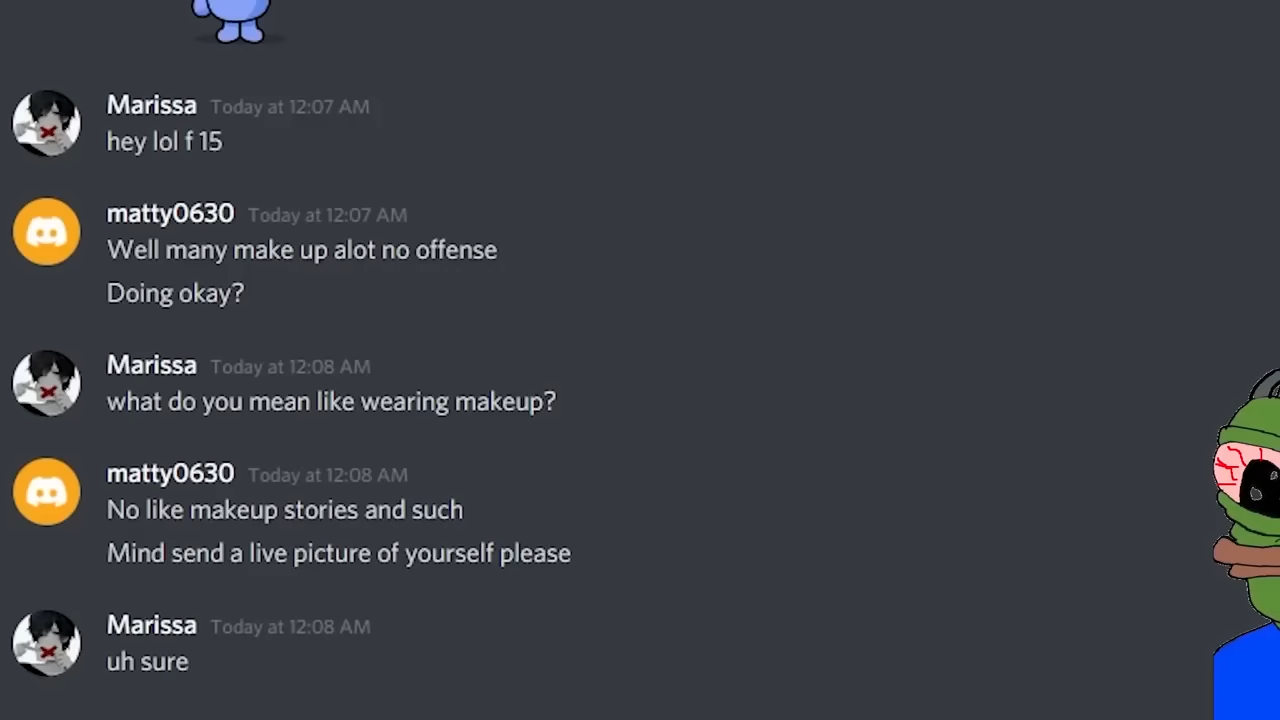 Marissa Today at 12:07 AM
hey lol f 15
matty0630 Today at 12:07 AM
Well many make up alot no offense
Doing okay?
Marissa Today at 12:08 AM
what do you mean like wearing makeup?
matty0630 Today at 12:08 AM
No like makeup stories and such
Mind send a live picture of yourself please
Marissa Today at 12:08 AM
uh sure